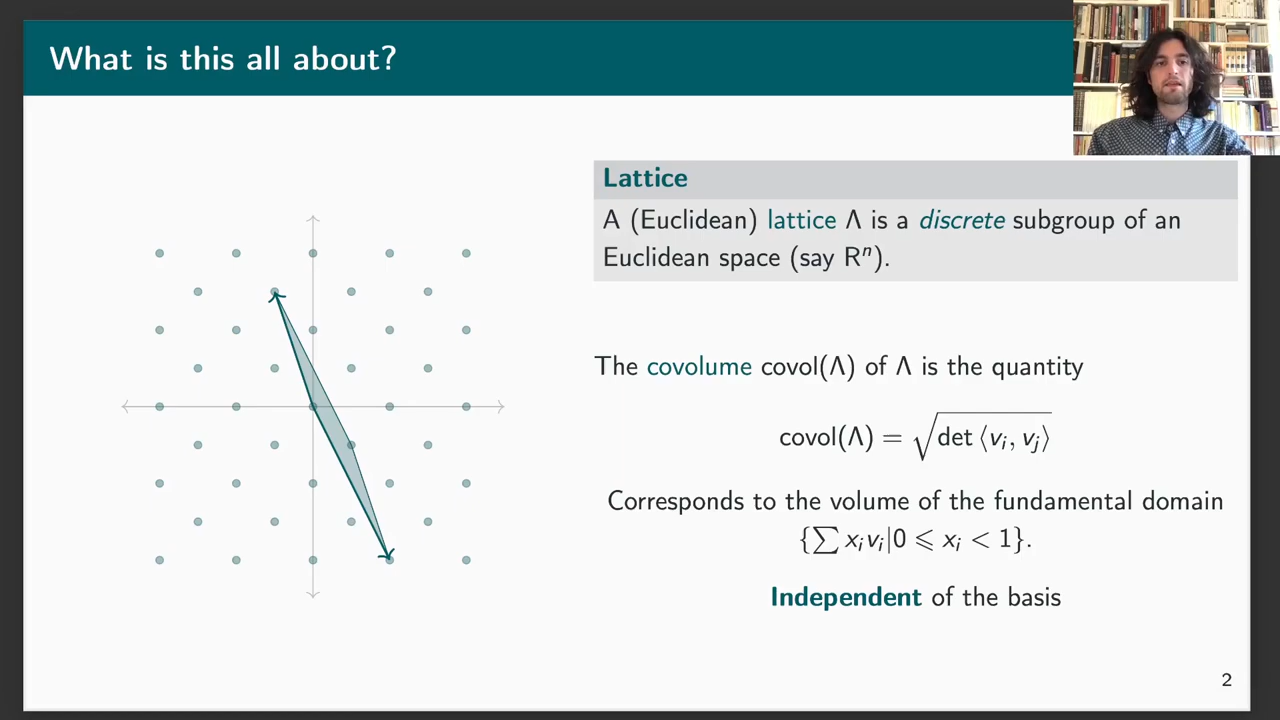 What is this all about?
Lattice
A (Euclidean) lattice Λ is a discrete subgroup of an
Euclidean space (say Rⁿ).
The covolume covol(Λ) of Λ is the quantity
covol(Λ) = √det ⟨vᵢ, vⱼ⟩
Corresponds to the volume of the fundamental domain
{∑ xᵢvᵢ|0 ⩽ xᵢ < 1}.
Independent of the basis
2